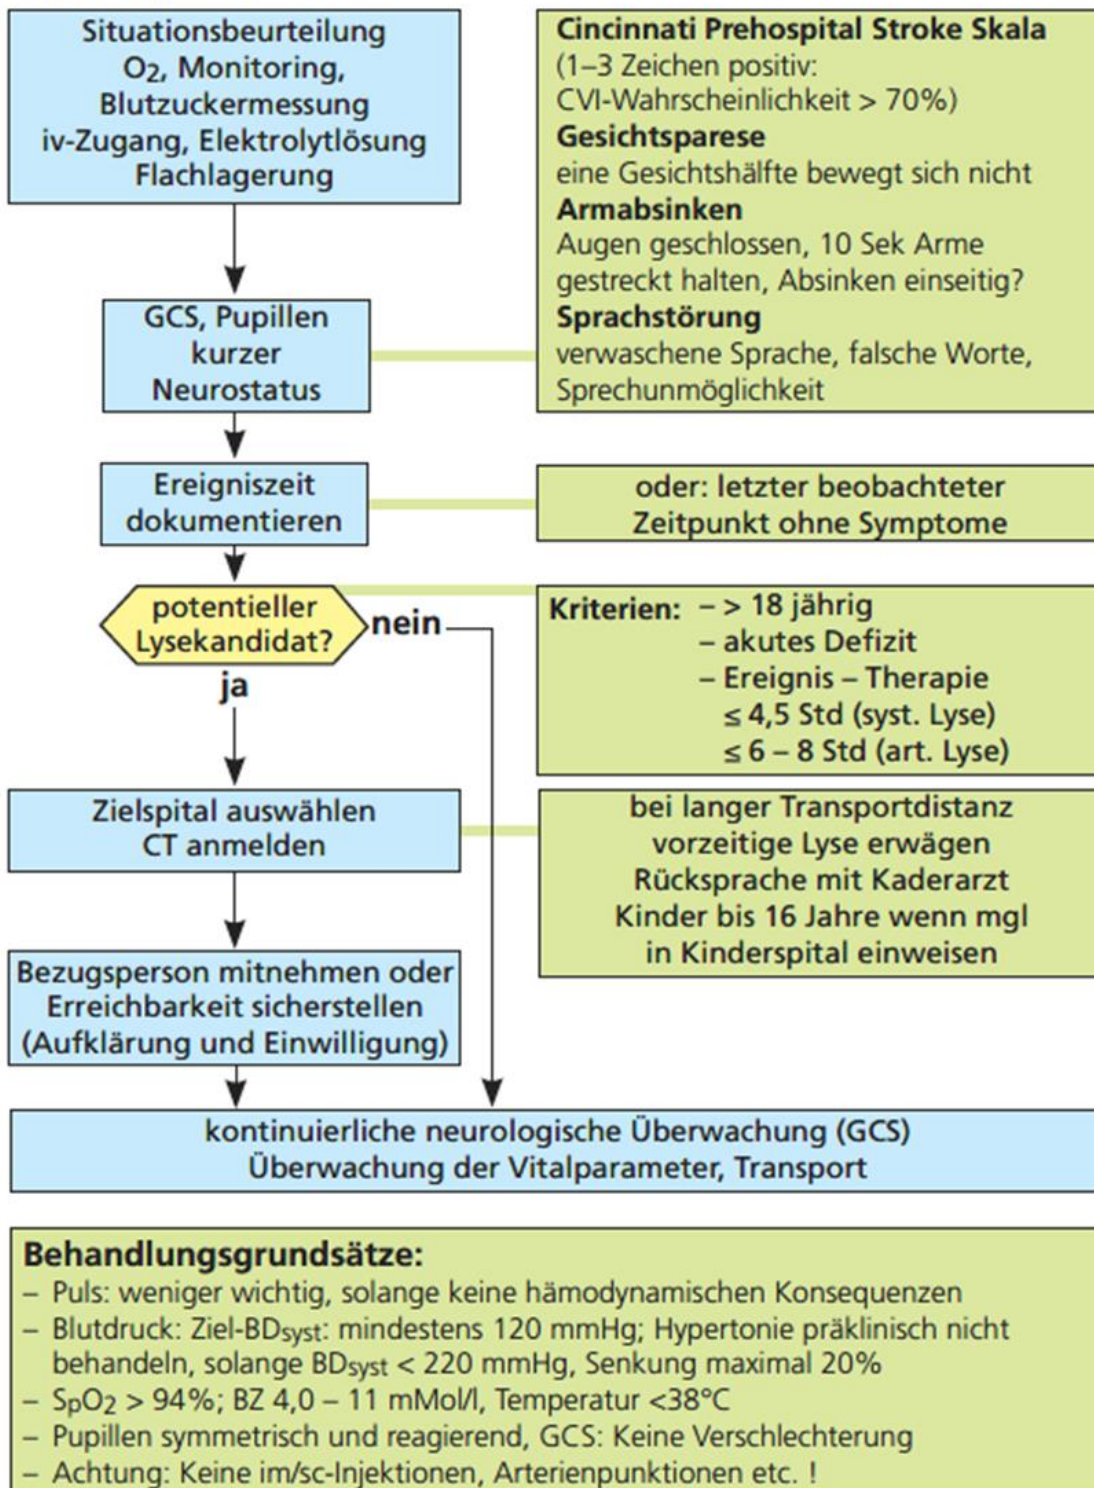 Situationsbeurteilung
O2, Monitoring,
Blutzuckermessung
iv-Zugang, Elektrolytlösung
Flachlagerung
Cincinnati Prehospital Stroke Skala
(1–3 Zeichen positiv:
CVI-Wahrscheinlichkeit > 70%)
Gesichtsparese
eine Gesichtshälfte bewegt sich nicht
Armabsinken
Augen geschlossen, 10 Sek Arme
gestreckt halten, Absinken einseitig?
Sprachstörung
verwaschene Sprache, falsche Worte,
Sprechunmöglichkeit
GCS, Pupillen
kurzer
Neurostatus
Ereigniszeit
dokumentieren
oder: letzter beobachteter
Zeitpunkt ohne Symptome
potentieller
Lysekandidat?
nein
ja
Kriterien: – > 18 jährig
– akutes Defizit
– Ereignis – Therapie
≤ 4,5 Std (syst. Lyse)
≤ 6 – 8 Std (art. Lyse)
Zielspital auswählen
CT anmelden
bei langer Transportdistanz
vorzeitige Lyse erwägen
Rücksprache mit Kaderarzt
Kinder bis 16 Jahre wenn mgl
in Kinderspital einweisen
Bezugsperson mitnehmen oder
Erreichbarkeit sicherstellen
(Aufklärung und Einwilligung)
kontinuierliche neurologische Überwachung (GCS)
Überwachung der Vitalparameter, Transport
Behandlungsgrundsätze:
– Puls: weniger wichtig, solange keine hämodynamischen Konsequenzen
– Blutdruck: Ziel-BDsyst: mindestens 120 mmHg; Hypertonie präklinisch nicht
behandeln, solange BDsyst < 220 mmHg, Senkung maximal 20%
– SpO2 > 94%; BZ 4,0 – 11 mMol/l, Temperatur <38°C
– Pupillen symmetrisch und reagierend, GCS: Keine Verschlechterung
– Achtung: Keine im/sc-Injektionen, Arterienpunktionen etc. !